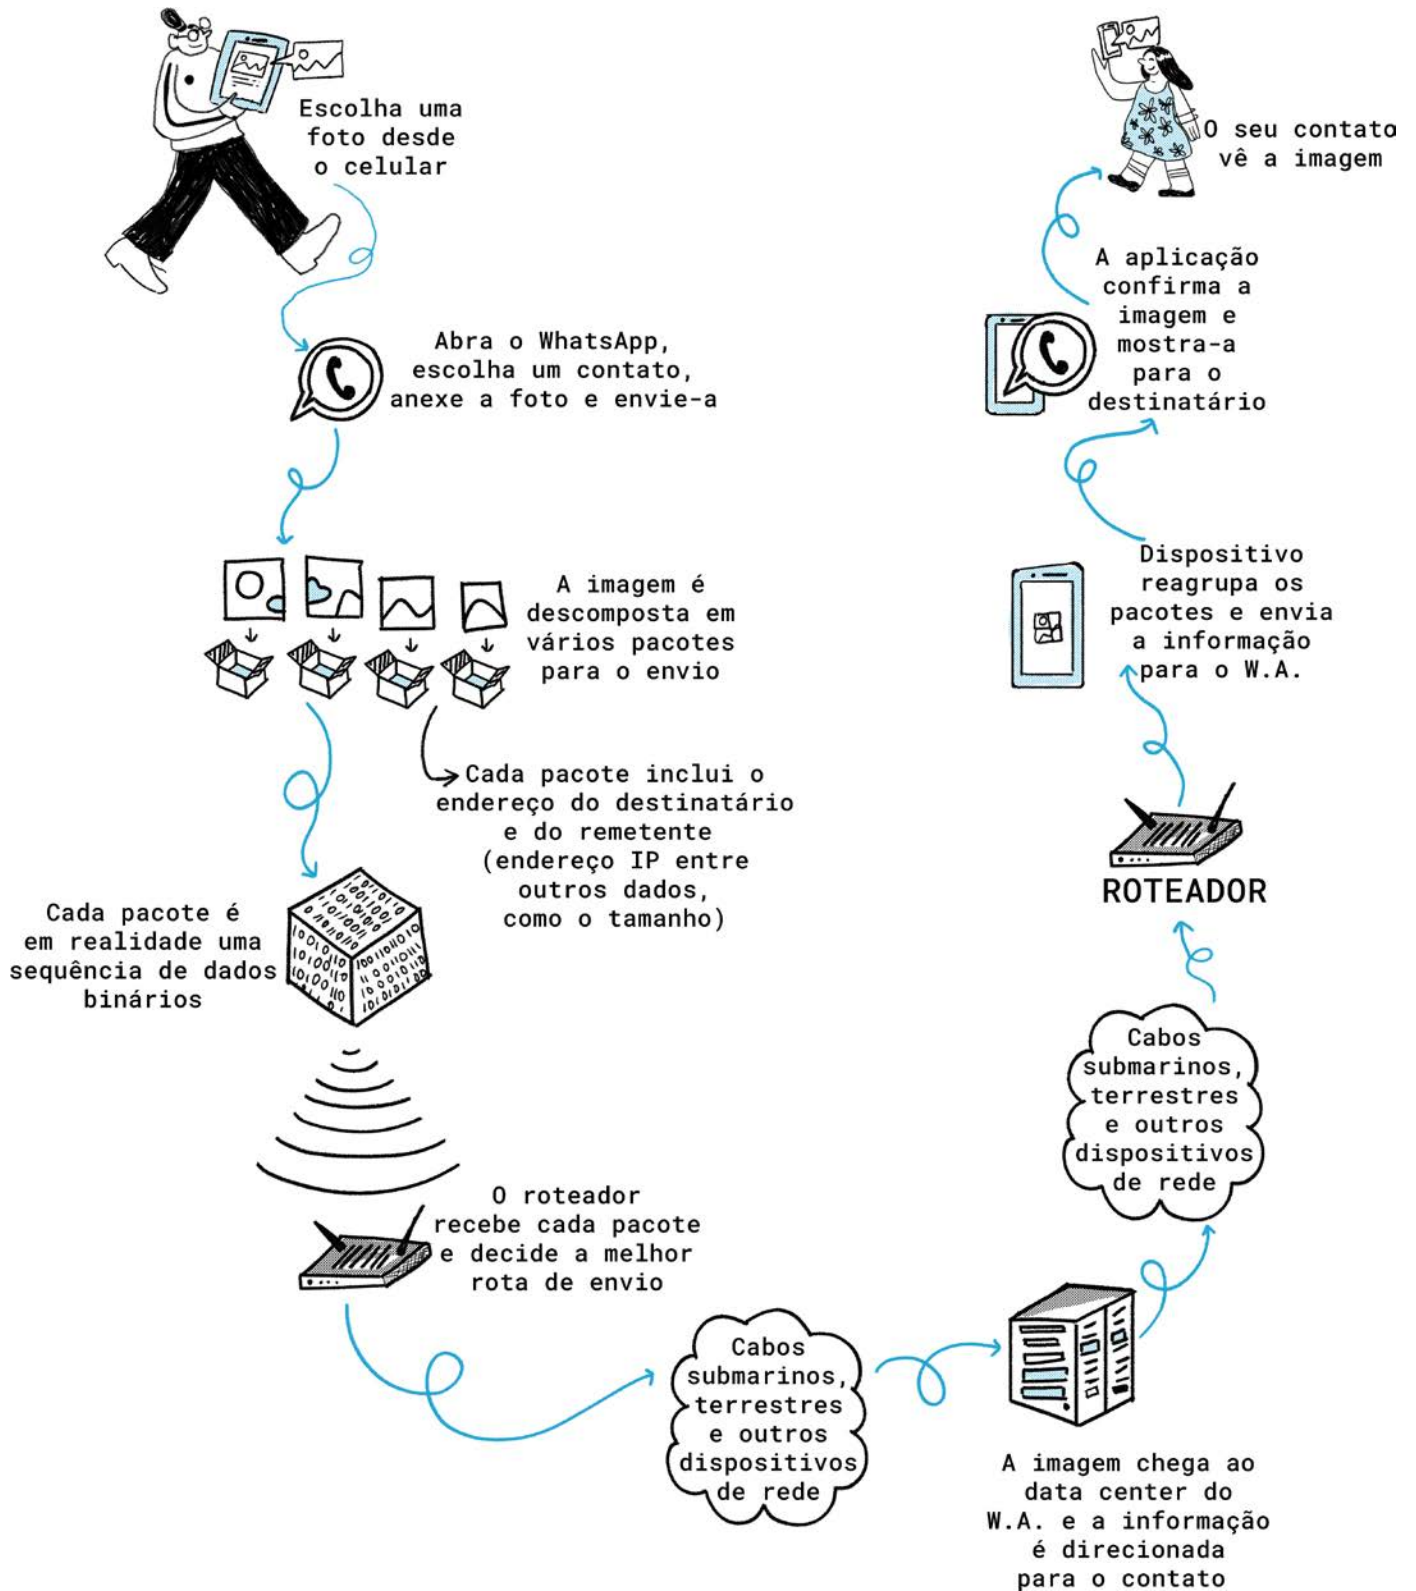 Escolha uma
foto desde
o celular
Abra o WhatsApp,
escolha um contato,
anexe a foto e envie-a
A imagem é
descomposta em
vários pacotes
para o envio
Cada pacote inclui o
endereço do destinatário
e do remetente
(endereço IP entre
outros dados,
como o tamanho)
Cada pacote é
em realidade uma
sequência de dados
binários
O roteador
recebe cada pacote
e decide a melhor
rota de envio
Cabos
submarinos,
terrestres
e outros
dispositivos
de rede
A imagem chega ao
data center do
W.A. e a informação
é direcionada
para o contato
Cabos
submarinos,
terrestres
e outros
dispositivos
de rede
ROTEADOR
Dispositivo
reagrupa os
pacotes e envia
a informação
para o W.A.
A aplicação
confirma a
imagem e
mostra-a
para o
destinatário
O seu contato
vê a imagem